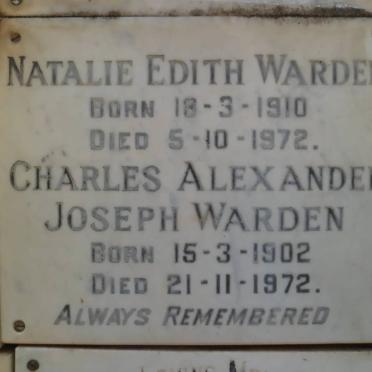 NATALIE EDITH WARDEN
BORN 18-3-1910
DIED 5-10-1972.
CHARLES ALEXANDER
JOSEPH WARDEN
BORN 15-3-1902
DIED 21-11-1972.
ALWAYS REMEMBERED